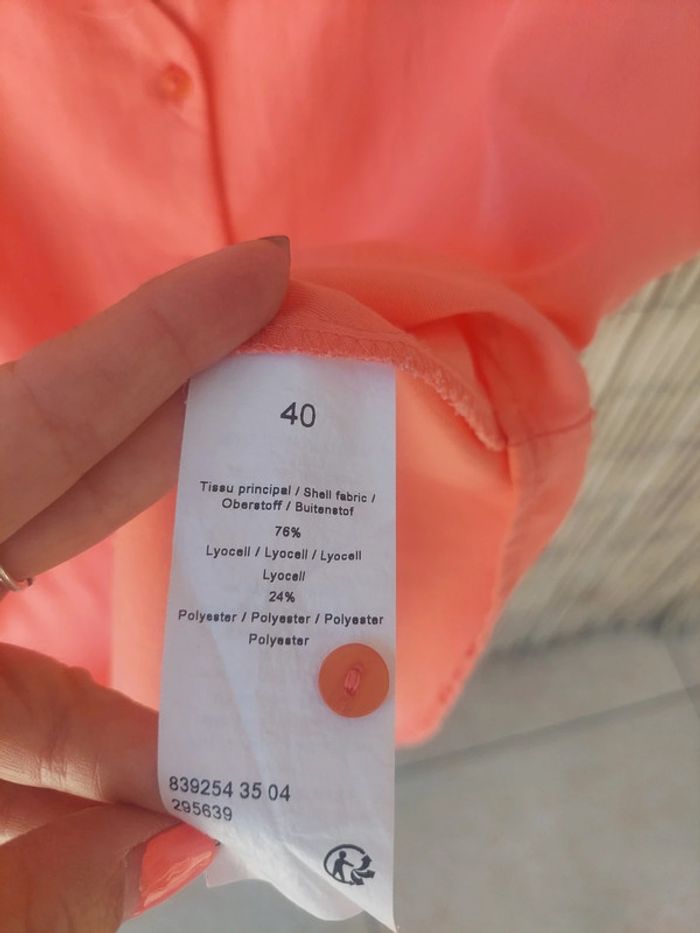 40
Tissu principal / Shell fabric /
Oberstoff / Buitenstof
76%
Lyocell / Lyocell / Lyocell
Lyocell
24%
Polyester / Polyester / Polyester
Polyester
839254 35 04
295639